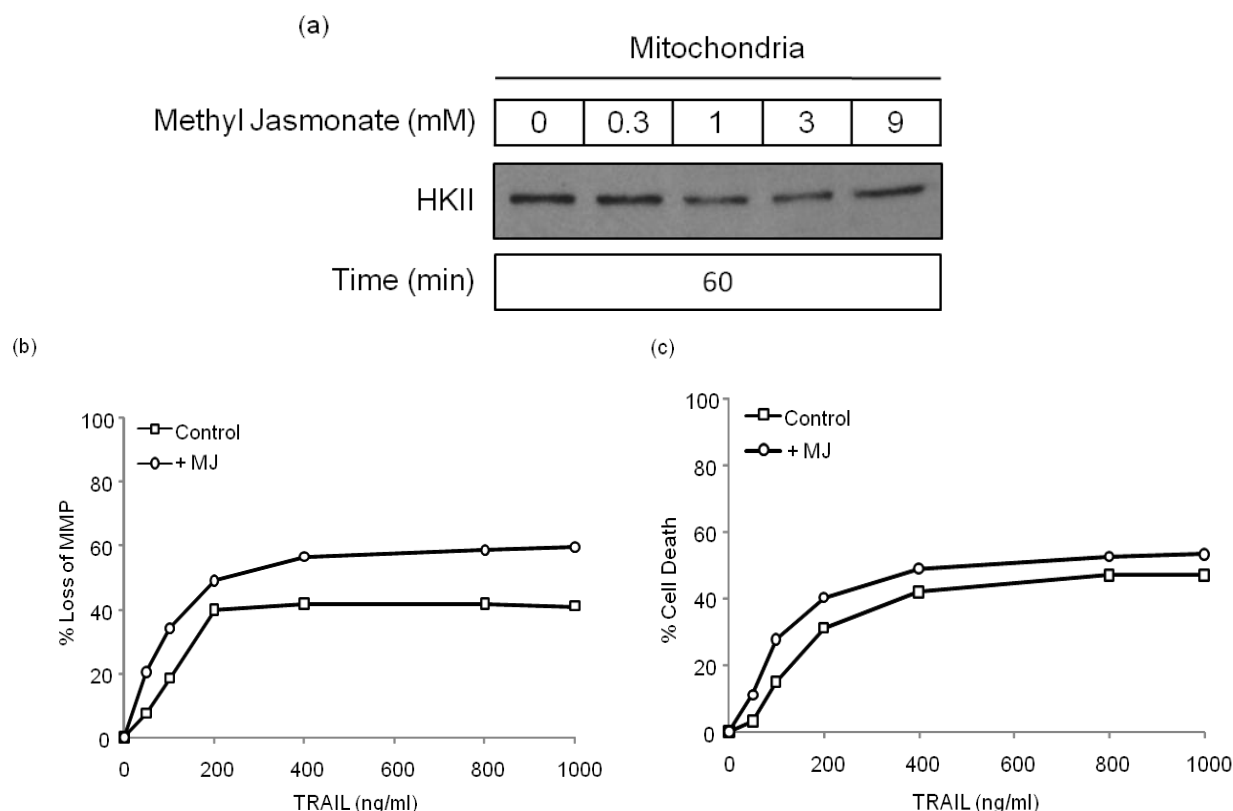 (a)
Mitochondria
Methyl Jasmonate (mM) 0 0.3 1 3 9
HKII
Time (min) 60
(b)
% Loss of MMP
100
80
60
40
20
0
Control
+ MJ
0 200 400 600 800 1000
TRAIL (ng/ml)
(c)
% Cell Death
100
80
60
40
20
0
Control
+ MJ
0 200 400 600 800 1000
TRAIL (ng/ml)